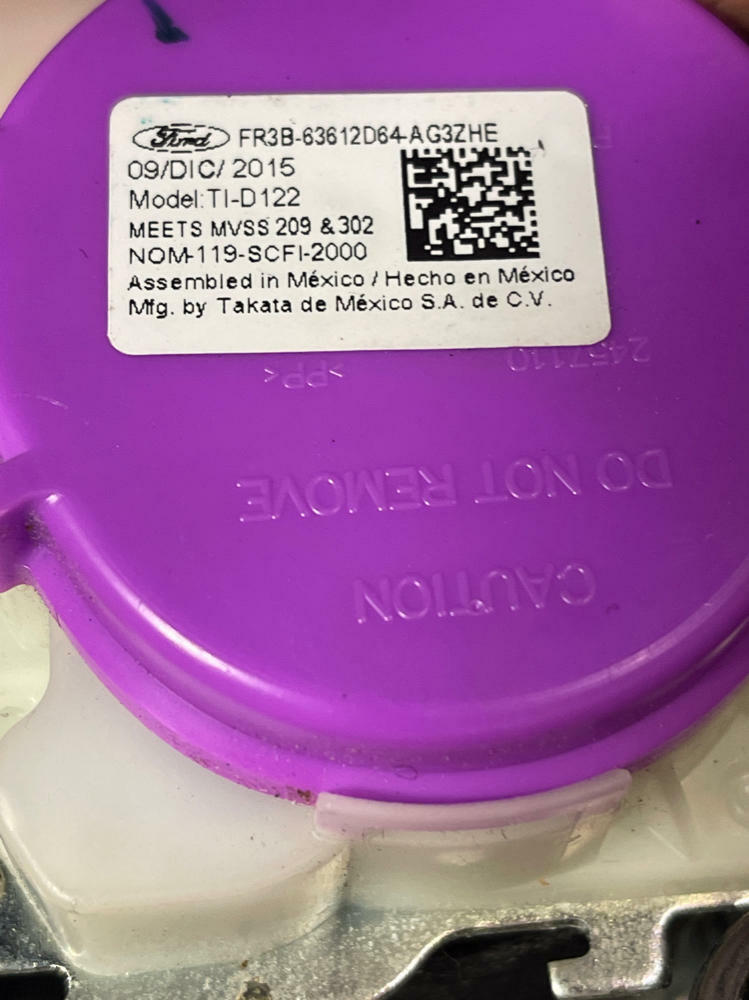 Ford FR3B-63612D64-AG3ZHE
09/DIC/2015
Model:TI-D122
MEETS MVSS 209 & 302
NOM-119-SCFI-2000
Assembled in México / Hecho en México
Mfg. by Takata de México S.A. de C.V.
>PP< 2457110
DO NOT REMOVE
CAUTION